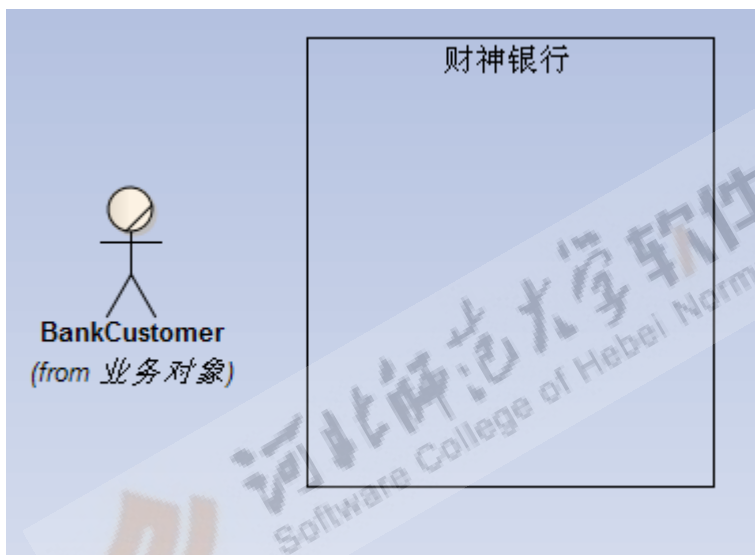 财神银行
BankCustomer
(from 业务对象)
河北师范大学软件
Software College of Hebei Norm